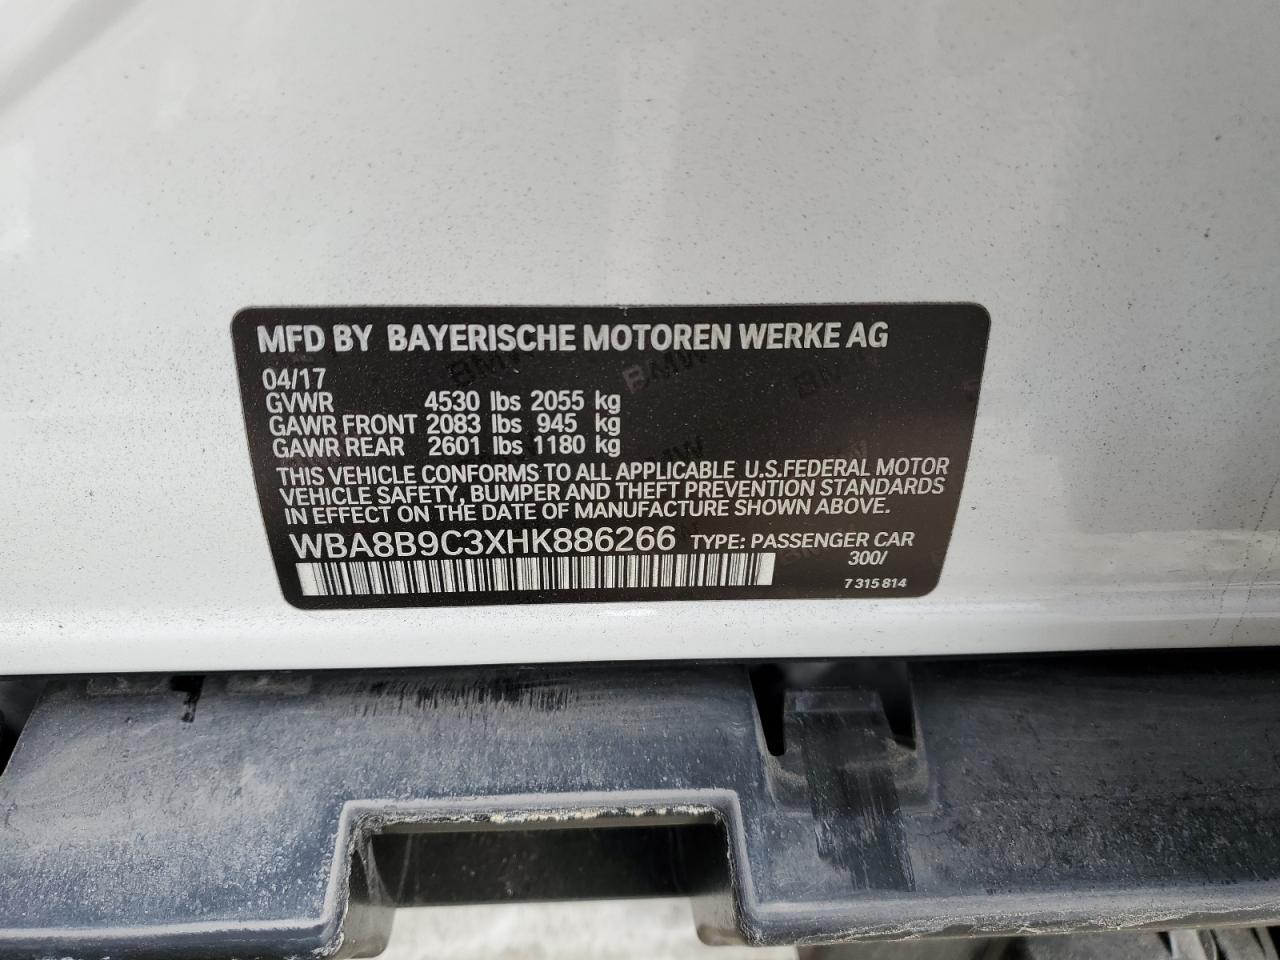 MFD BY BAYERISCHE MOTOREN WERKE AG
04/17
GVWR 4530 lbs 2055 kg
GAWR FRONT 2083 lbs 945 kg
GAWR REAR 2601 lbs 1180 kg
THIS VEHICLE CONFORMS TO ALL APPLICABLE U.S.FEDERAL MOTOR
VEHICLE SAFETY, BUMPER AND THEFT PREVENTION STANDARDS
IN EFFECT ON THE DATE OF MANUFACTURE SHOWN ABOVE.
WBA8B9C3XHK886266 TYPE: PASSENGER CAR
300/
7 315 814